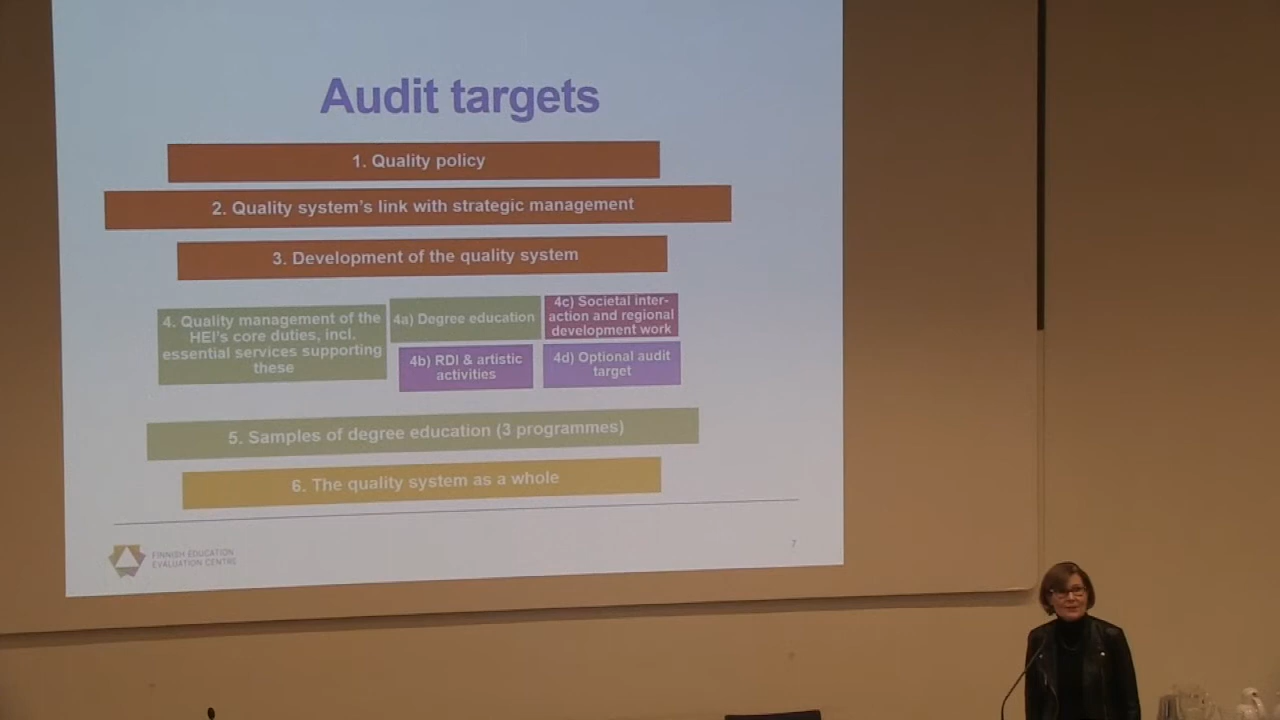 Audit targets
1. Quality policy
2. Quality system's link with strategic management
3. Development of the quality system
4. Quality management of the
HEI's core duties, incl.
essential services supporting
these
4a) Degree education
4c) Societal inter-
action and regional
development work
4b) RDI & artistic
activities
4d) Optional audit
target
5. Samples of degree education (3 programmes)
6. The quality system as a whole
FINNISH EDUCATION
EVALUATION CENTRE
7